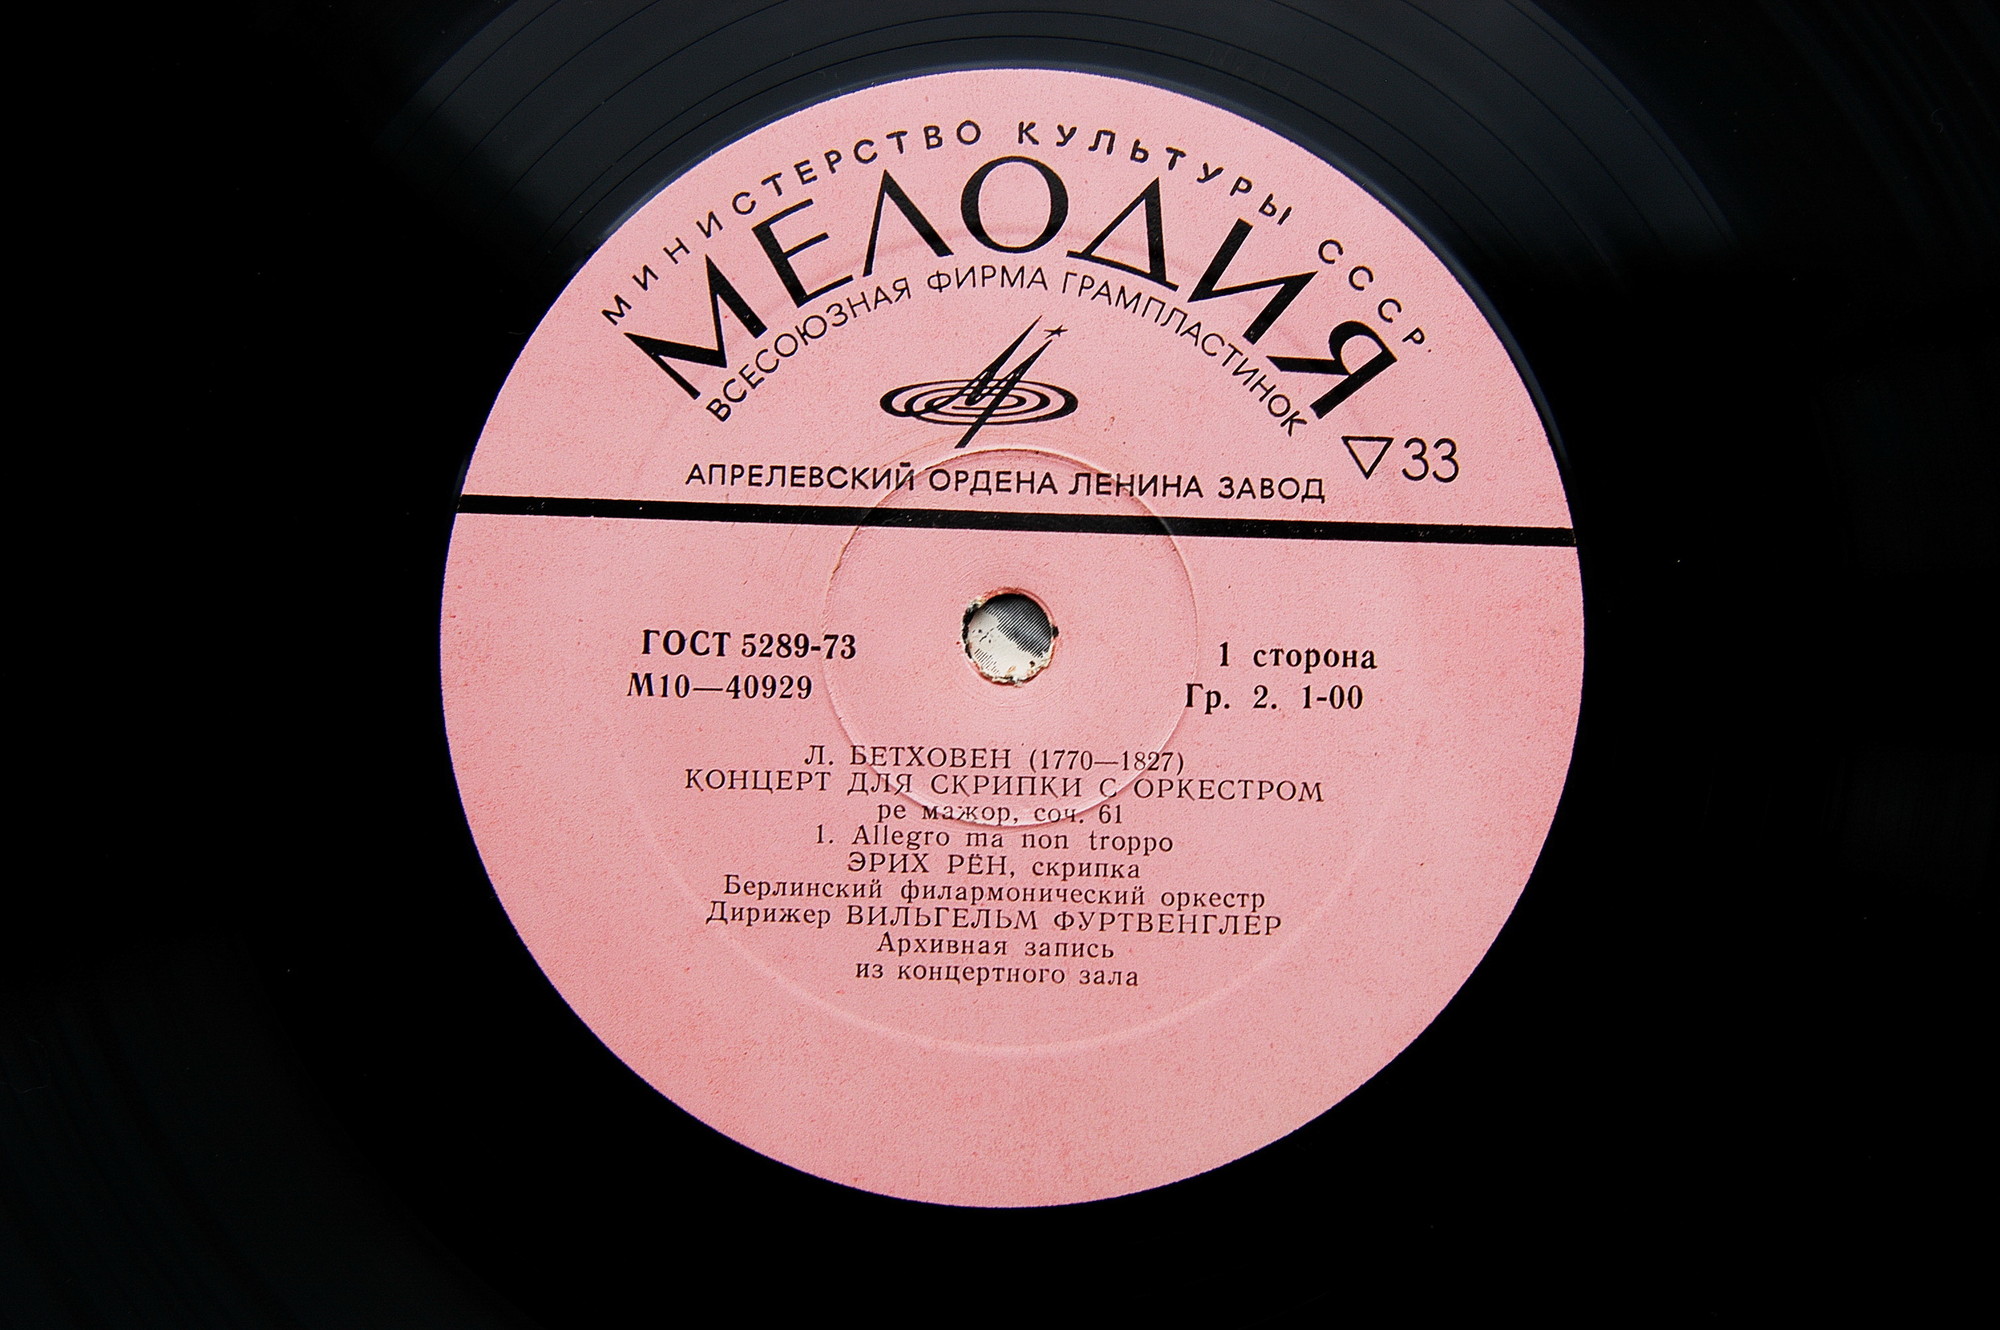 МИНИСТЕРСТВО КУЛЬТУРЫ СССР.
МЕЛОДИЯ
ВСЕСОЮЗНАЯ ФИРМА ГРАМПЛАСТИНОК
33
АПРЕЛЕВСКИЙ ОРДЕНА ЛЕНИНА ЗАВОД
ГОСТ 5289-73
М10—40929
1 сторона
Гр. 2. 1-00
Л. БЕТХОВЕН (1770—1827)
КОНЦЕРТ ДЛЯ СКРИПКИ С ОРКЕСТРОМ
ре мажор, соч. 61
1. Allegro ma non troppo
ЭРИХ РЁН, скрипка
Берлинский филармонический оркестр
Дирижер ВИЛЬГЕЛЬМ ФУРТВЕНГЛЕР
Архивная запись
из концертного зала